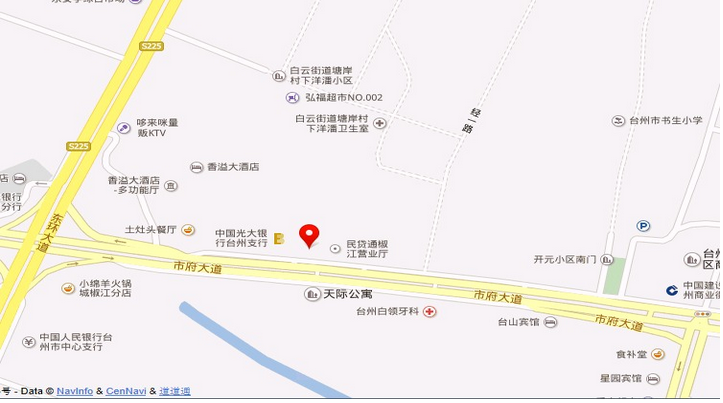 S225
白云街道塘岸
村下洋潘小区
弘福超市NO.002
经一路
哆来咪量
贩KTV
白云街道塘岸村
下洋潘卫生室
台州市书生小学
S225
香溢大酒店
店
香溢大酒店
-多功能厅
银行
分行
东环大道
土灶头餐厅
中国光大银
行台州支行
B
民贷通椒
江营业厅
P
开元小区南门
台州
区商
市府大道
小绵羊火锅
城椒江分店
天际公寓
市府大道
中国建设
州商业街
台州白领牙科
台山宾馆
市府大道
中国人民银行台
州市中心支行
食补堂
星园宾馆
号 - Data © NavInfo & CenNavi & 道道通